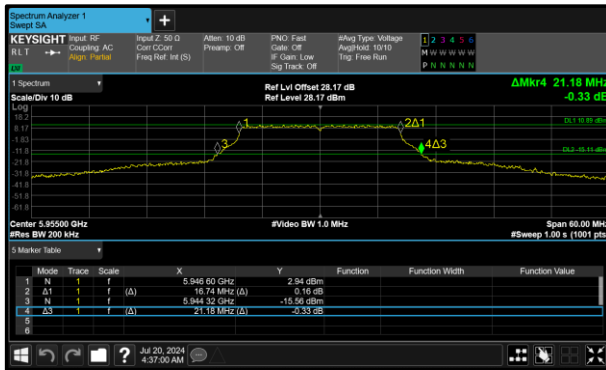 Spectrum Analyzer 1
Swept SA
KEYSIGHT Input: RF Input Z: 50 Ω Atten: 10 dB PNO: Fast #Avg Type: Voltage 1 2 3 4 5 6
RLT Coupling: AC Corr CCorr Preamp: Off Gate: Off Avg|Hold: 10/10 M W W W W W
Align: Partial Freq Ref: Int (S) IF Gain: Low Trig: Free Run
Sig Track: Off P N N N N N
1 Spectrum Ref Lvl Offset 28.17 dB ΔMkr4 21.18 MHz
Scale/Div 10 dB Ref Level 28.17 dBm -0.33 dB
Log
18.2
8.17 1 2Δ1 DL1 10.89 dBm
-1.83
-11.8 3 4Δ3 DL2 -15.11 dBm
-21.8
-31.8
-41.8
-51.8
-61.8
Center 5.95500 GHz #Video BW 1.0 MHz Span 60.00 MHz
#Res BW 200 kHz #Sweep 1.00 s (1001 pts)
5 Marker Table
Mode Trace Scale X Y Function Function Width Function Value
1 N 1 f 5.946 60 GHz 2.94 dBm
2 Δ1 1 f (Δ) 16.74 MHz (Δ) 0.16 dB
3 N 1 f 5.944 32 GHz -15.56 dBm
4 Δ3 1 f (Δ) 21.18 MHz (Δ) -0.33 dB
5
6
? Jul 20, 2024
4:37:00 AM